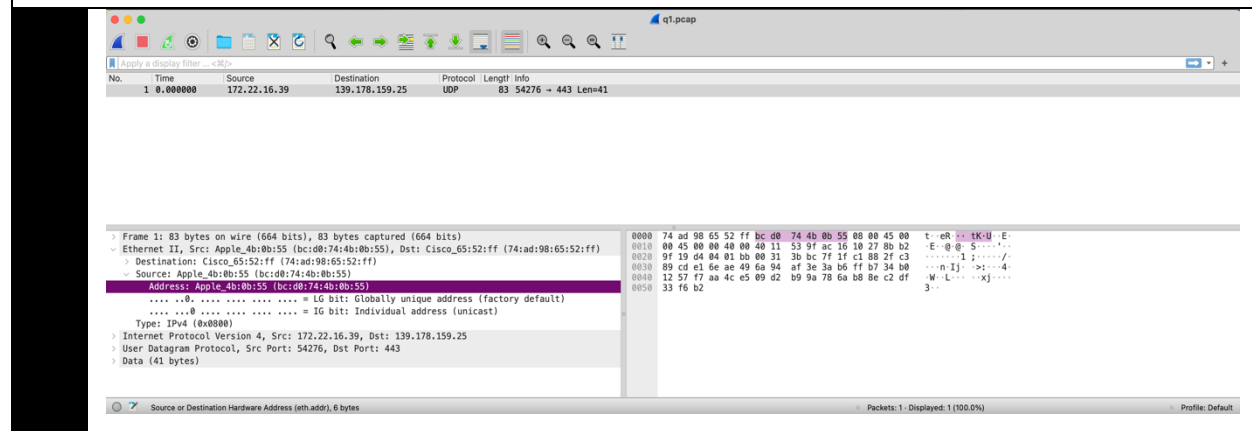 q1.pcap
Apply a display filter ... <⌘/>
No. Time Source Destination Protocol Length Info
1 0.000000 172.22.16.39 139.178.159.25 UDP 83 54276 → 443 Len=41
Frame 1: 83 bytes on wire (664 bits), 83 bytes captured (664 bits)
Ethernet II, Src: Apple_4b:0b:55 (bc:d0:74:4b:0b:55), Dst: Cisco_65:52:ff (74:ad:98:65:52:ff)
Destination: Cisco_65:52:ff (74:ad:98:65:52:ff)
Source: Apple_4b:0b:55 (bc:d0:74:4b:0b:55)
Address: Apple_4b:0b:55 (bc:d0:74:4b:0b:55)
.... ..0. .... .... .... .... = LG bit: Globally unique address (factory default)
.... ...0 .... .... .... .... = IG bit: Individual address (unicast)
Type: IPv4 (0x0800)
Internet Protocol Version 4, Src: 172.22.16.39, Dst: 139.178.159.25
User Datagram Protocol, Src Port: 54276, Dst Port: 443
Data (41 bytes)
0000 74 ad 98 65 52 ff bc d0 74 4b 0b 55 08 00 45 00 t··eR··· tK·U··E·
0010 00 45 00 00 40 00 40 11 53 9f ac 16 10 27 8b b2 ·E··@·@· S····'··
0020 9f 19 d4 04 01 bb 00 31 3b bc 7f 1f c1 88 2f c3 ·······1 ;·····/·
0030 89 cd e1 6e ae 49 6a 94 af 3e 3a b6 ff b7 34 b0 ···n·Ij· ·>:···4·
0040 12 57 f7 aa 4c e5 09 d2 b9 9a 78 6a b8 8e c2 df ·W··L··· ··xj····
0050 33 f6 b2 3··
Source or Destination Hardware Address (eth.addr), 6 bytes
Packets: 1 · Displayed: 1 (100.0%)
Profile: Default